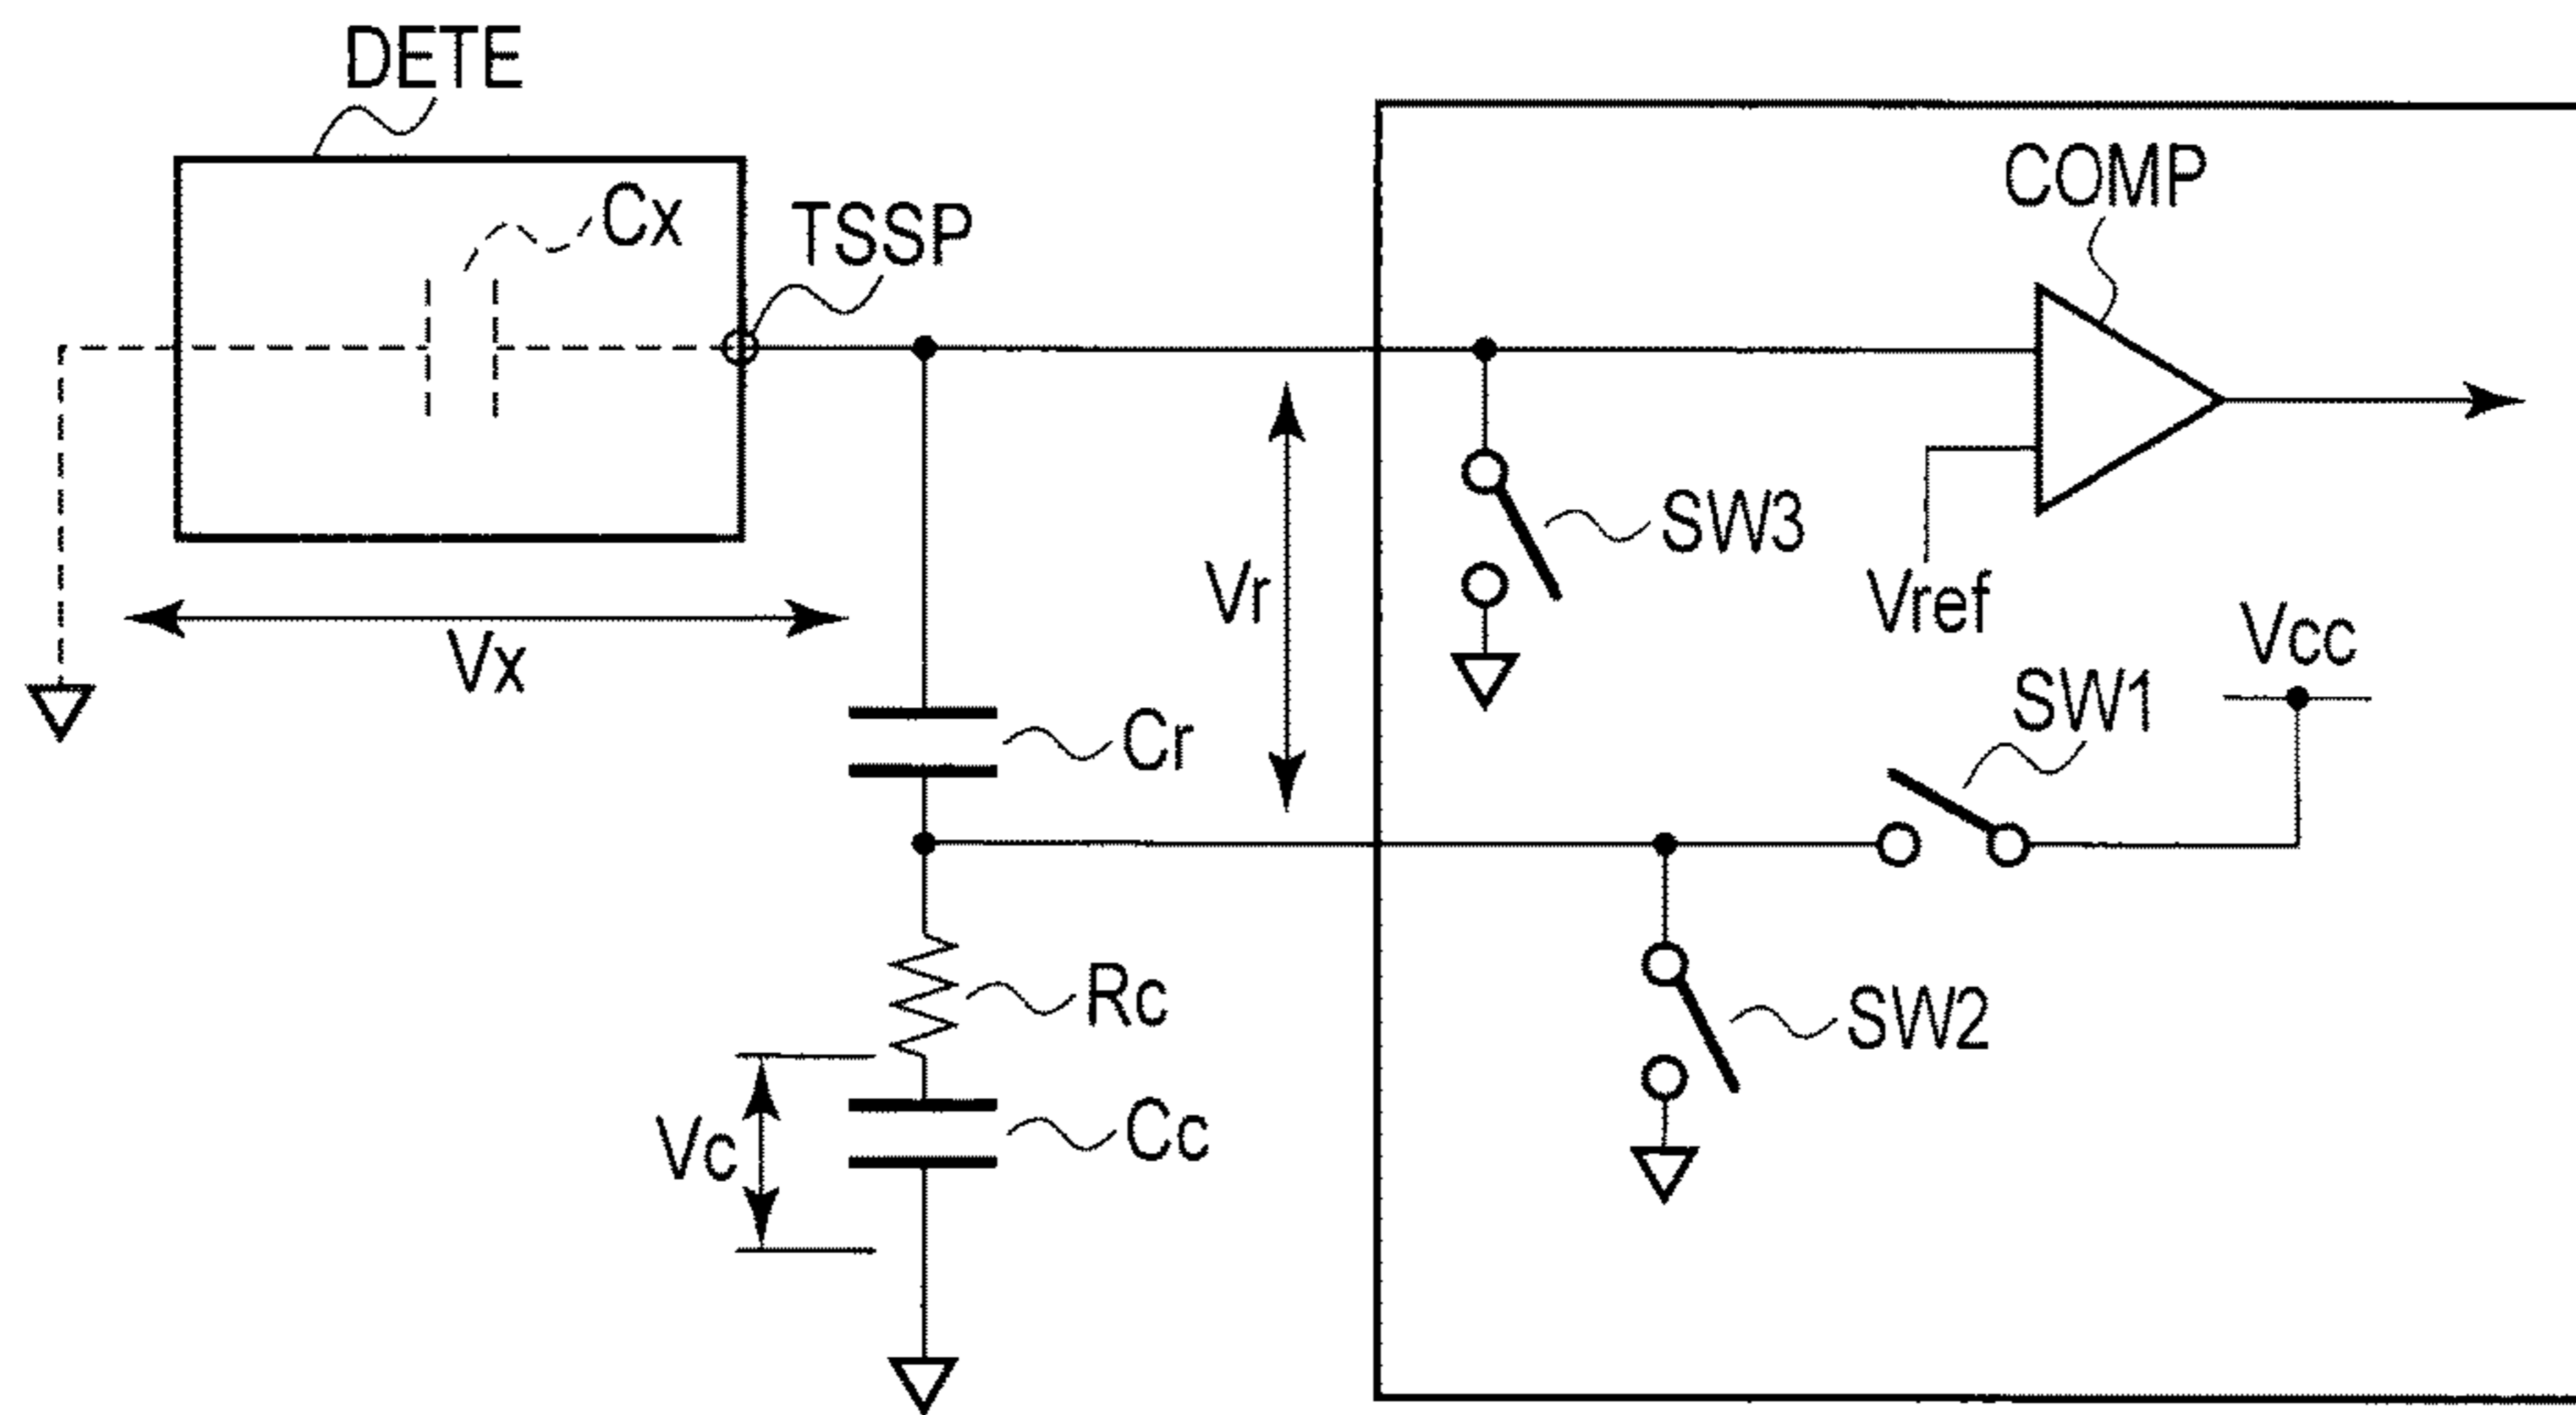 DETE
COMP
Cx
TSSP
SW3
Vr
Vref
Vcc
Vx
SW1
Cr
Rc
SW2
Vc
Cc